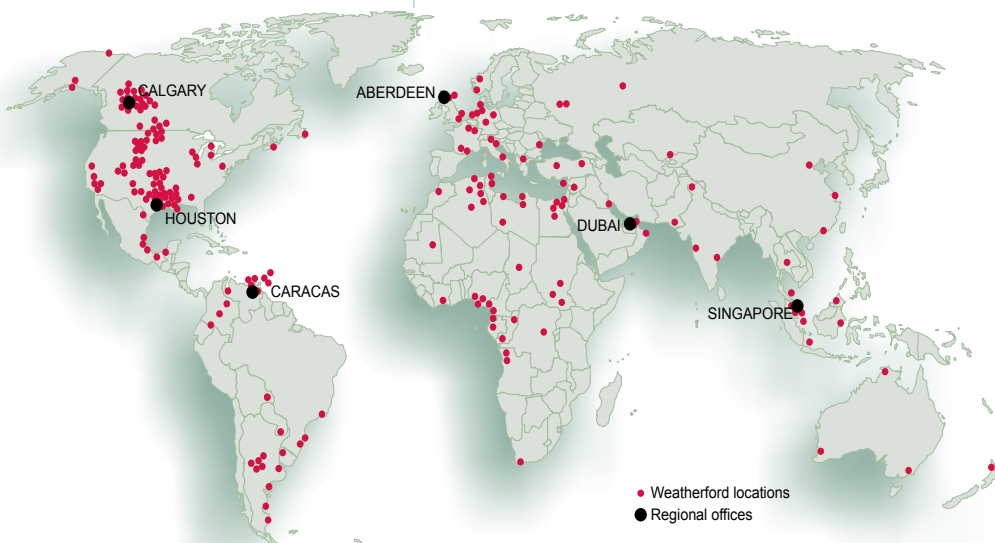 CALGARY
ABERDEEN
HOUSTON
DUBAI
CARACAS
SINGAPORE
Weatherford locations
Regional offices